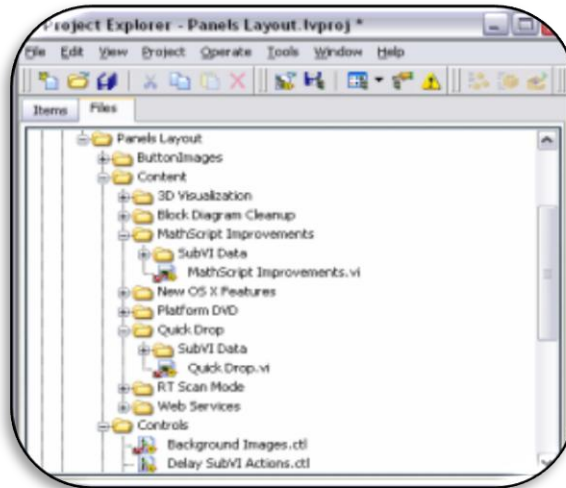 Project Explorer - Panels Layout.lvproj *
File Edit View Project Operate Tools Window Help
Items Files
Panels Layout
ButtonImages
Content
3D Visualization
Block Diagram Cleanup
MathScript Improvements
SubVI Data
MathScript Improvements.vi
New OS X Features
Platform DVD
Quick Drop
SubVI Data
Quick Drop.vi
RT Scan Mode
Web Services
Controls
Background Images.ctl
Delay SubVI Actions.ctl